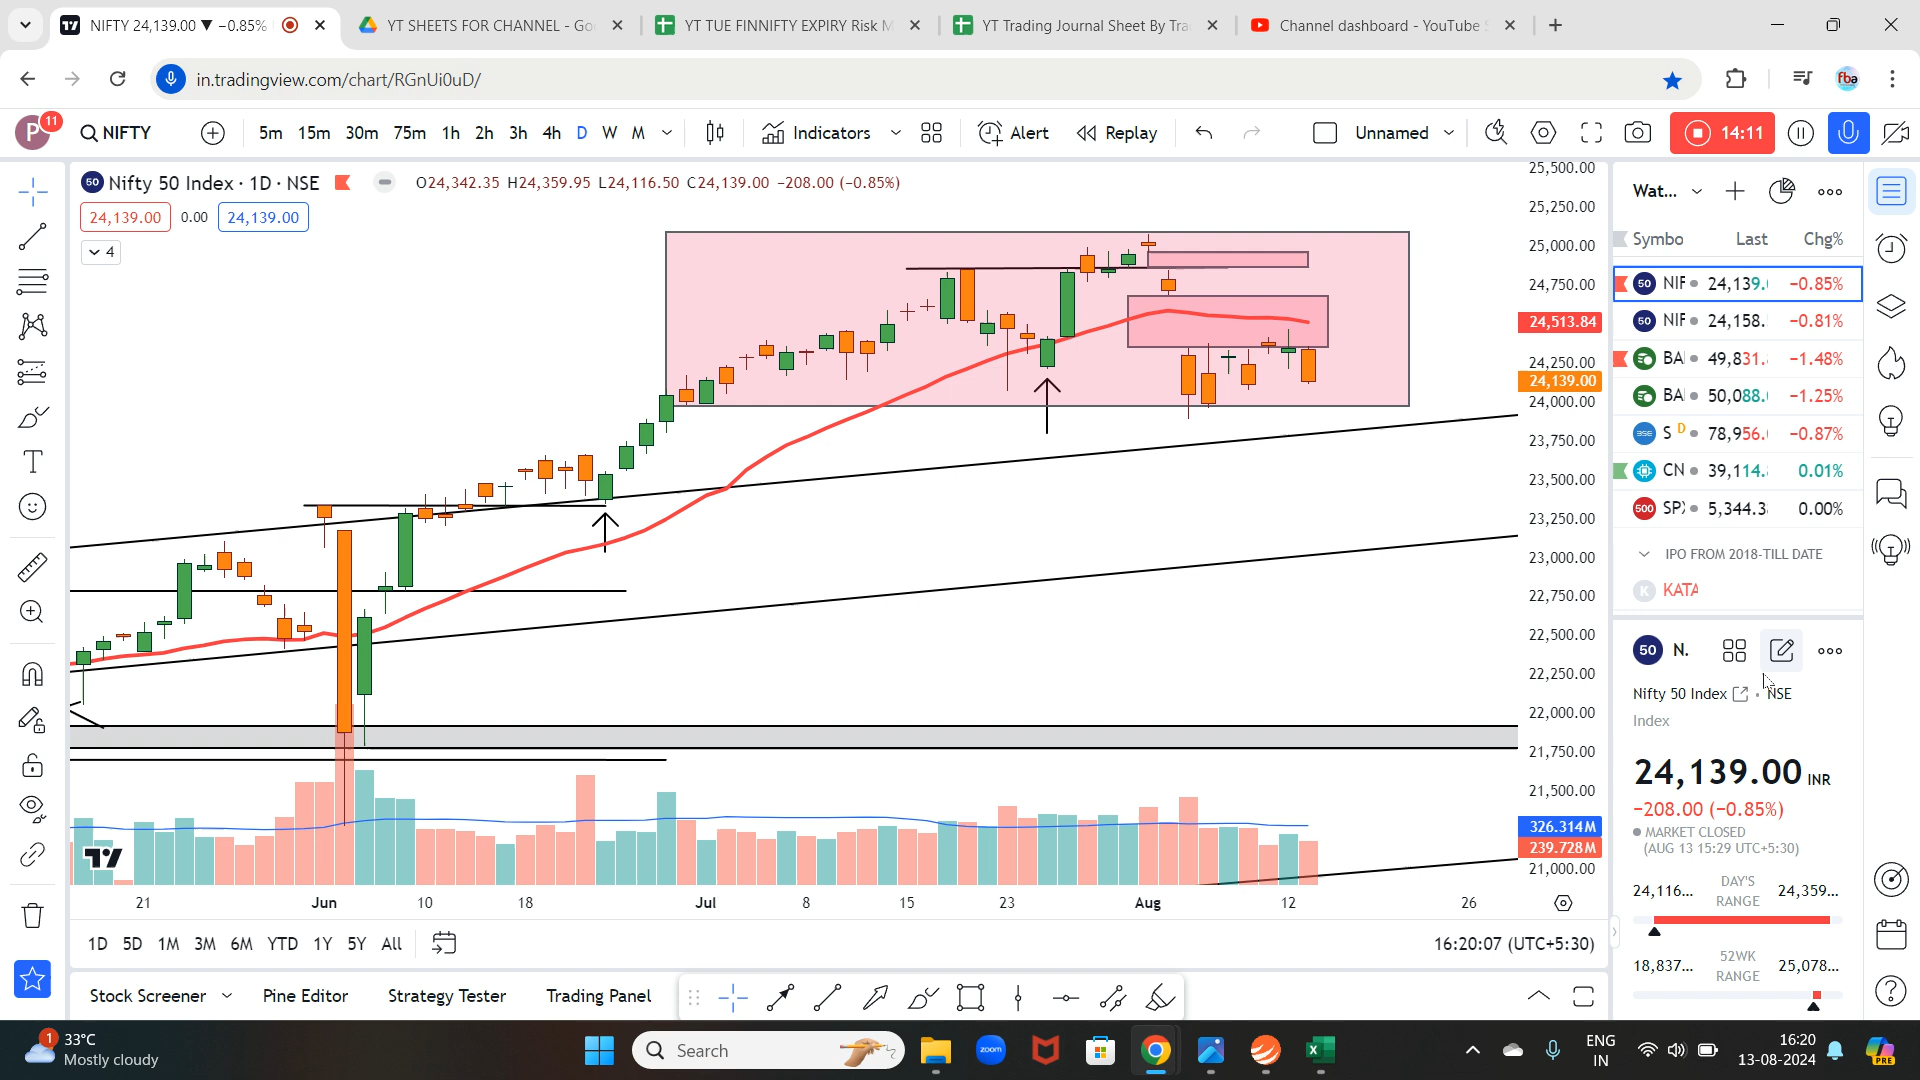 NIFTY 24,139.00 ▼ −0.85%
YT SHEETS FOR CHANNEL - Go
YT TUE FINNIFTY EXPIRY Risk M
YT Trading Journal Sheet By Tra
Channel dashboard - YouTube S
in.tradingview.com/chart/RGnUi0uD/
fba
P 11 NIFTY 5m 15m 30m 75m 1h 2h 3h 4h D W M Indicators Alert Replay Unnamed 14:11
50 Nifty 50 Index · 1D · NSE O24,342.35 H24,359.95 L24,116.50 C24,139.00 −208.00 (−0.85%)
24,139.00 0.00 24,139.00
4
25,500.00
25,250.00
25,000.00
24,750.00
24,513.84
24,250.00
24,139.00
24,000.00
23,750.00
23,500.00
23,250.00
23,000.00
22,750.00
22,500.00
22,250.00
22,000.00
21,750.00
21,500.00
326.314M
239.728M
21,000.00
21 Jun 10 18 Jul 8 15 23 Aug 12 26
1D 5D 1M 3M 6M YTD 1Y 5Y All
16:20:07 (UTC+5:30)
Stock Screener Pine Editor Strategy Tester Trading Panel
Wat...
Symbo Last Chg%
50 NIF 24,139.0 −0.85%
50 NIF 24,158. −0.81%
BA 49,831. −1.48%
BA 50,088. −1.25%
BSE S D 78,956. −0.87%
CN 39,114. 0.01%
500 SP 5,344.3 0.00%
IPO FROM 2018-TILL DATE
K KATA
50 N.
Nifty 50 Index • NSE
Index
24,139.00 INR
−208.00 (−0.85%)
MARKET CLOSED
(AUG 13 15:29 UTC+5:30)
24,116... DAY'S RANGE 24,359...
18,837... 52WK RANGE 25,078...
1 33°C
Mostly cloudy
Search
zoom
ENG
IN
16:20
13-08-2024
PRE